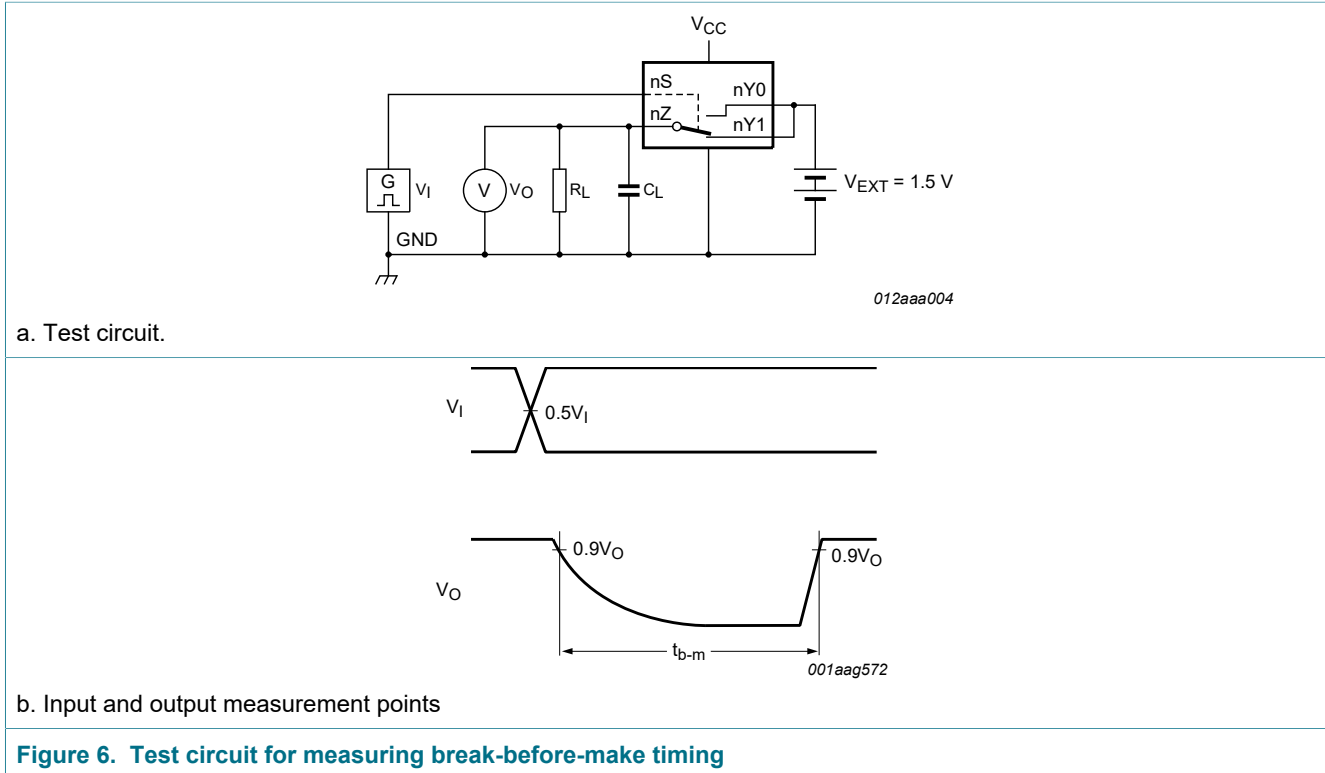 VCC
nS
nY0
nZ
nY1
G
VI
V
VO
RL
CL
VEXT = 1.5 V
GND
012aaa004
a. Test circuit.
VI
0.5VI
0.9VO
0.9VO
VO
tb-m
001aag572
b. Input and output measurement points
Figure 6. Test circuit for measuring break-before-make timing